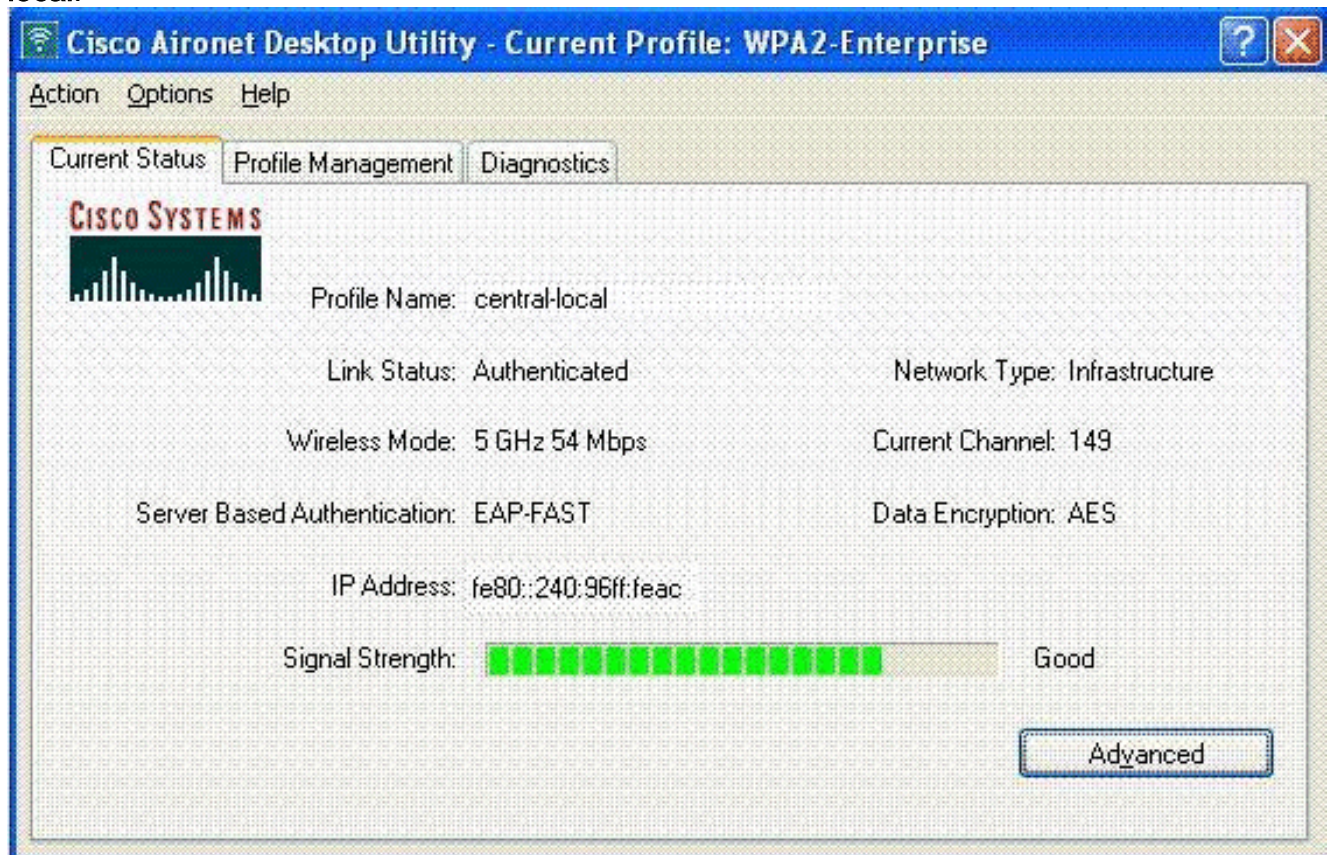 Cisco Aironet Desktop Utility - Current Profile: WPA2-Enterprise
Action Options Help
Current Status Profile Management Diagnostics
CISCO SYSTEMS
Profile Name: central-local
Link Status: Authenticated Network Type: Infrastructure
Wireless Mode: 5 GHz 54 Mbps Current Channel: 149
Server Based Authentication: EAP-FAST Data Encryption: AES
IP Address: fe80::240:96ff:feac
Signal Strength: Good
Advanced